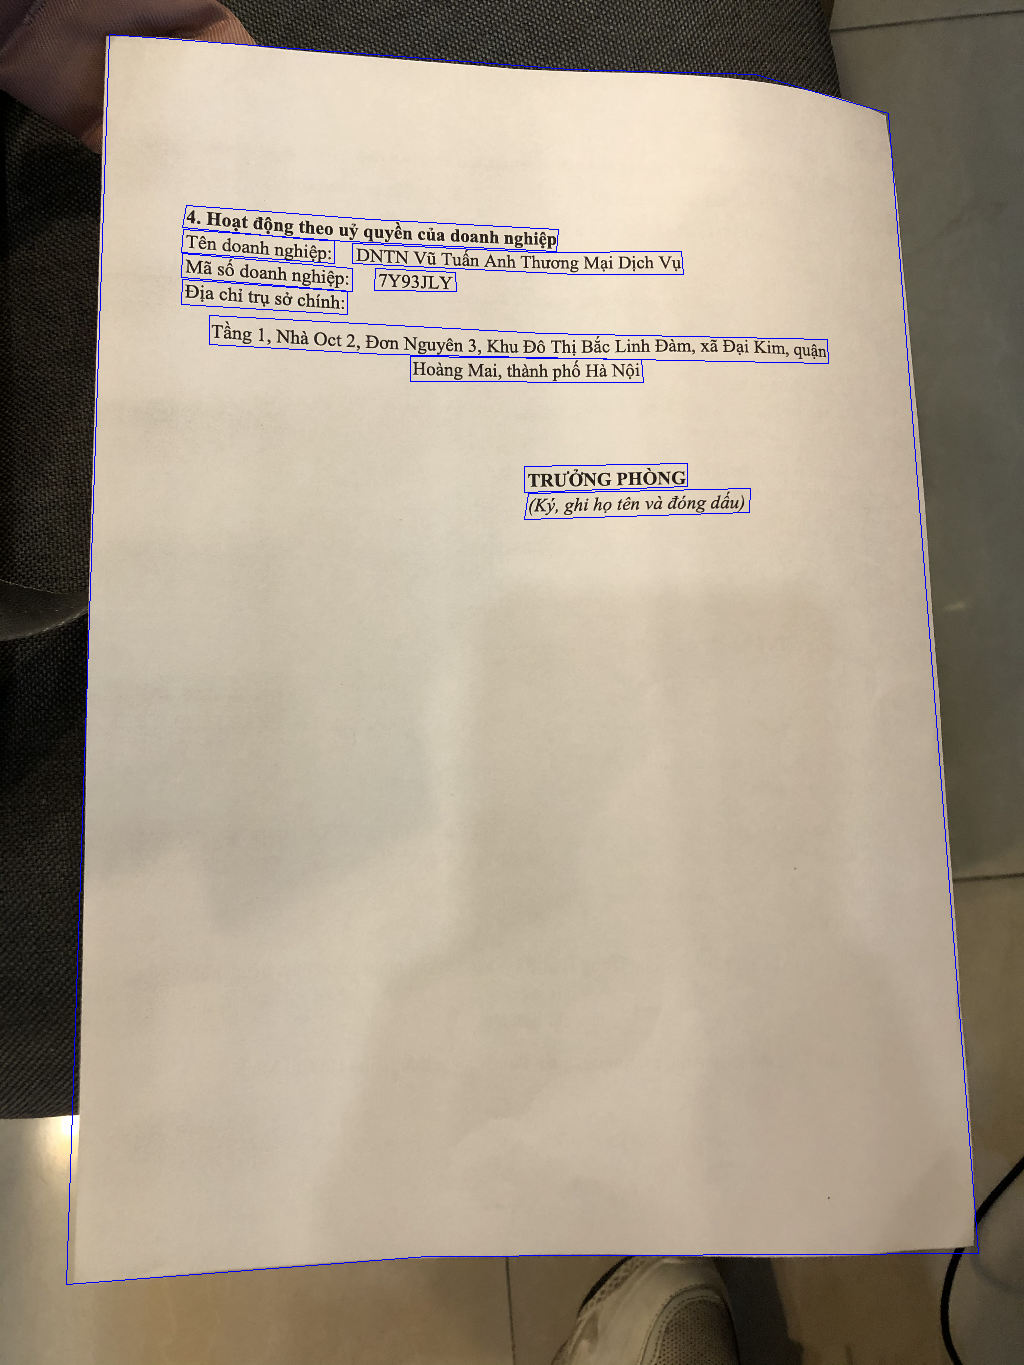 4. Hoạt động theo uỷ quyền của doanh nghiệp
Tên doanh nghiệp: DNTN Vũ Tuấn Anh Thương Mại Dịch Vụ
Mã số doanh nghiệp: 7Y93JLY
Địa chỉ trụ sở chính:
Tầng 1, Nhà Oct 2, Đơn Nguyên 3, Khu Đô Thị Bắc Linh Đàm, xã Đại Kim, quận
Hoàng Mai, thành phố Hà Nội
TRƯỞNG PHÒNG
(Ký, ghi họ tên và đóng dấu)